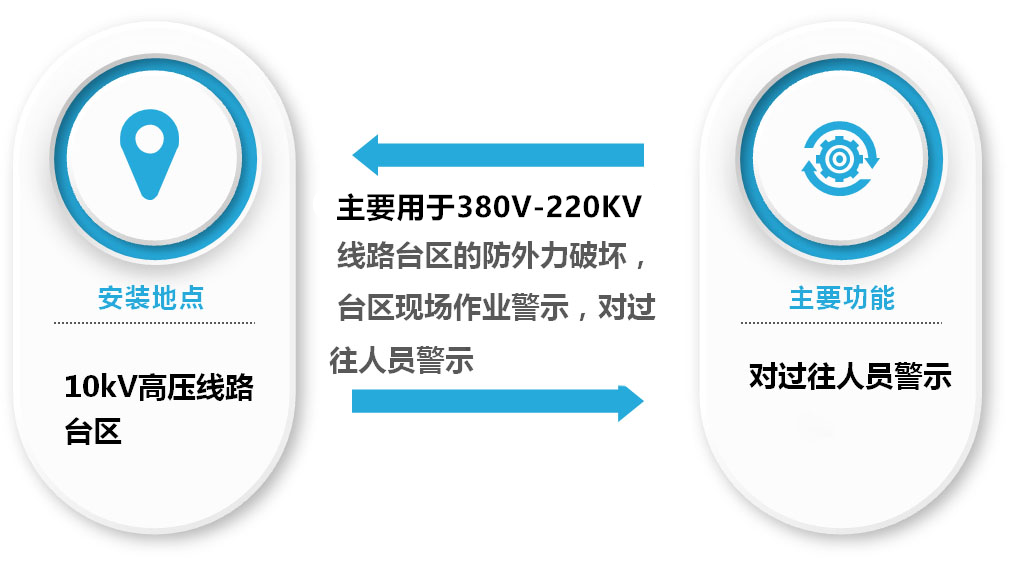 安装地点
10kV高压线路
台区
主要用于380V-220KV
线路台区的防外力破坏，
台区现场作业警示，对过
往人员警示
主要功能
对过往人员警示